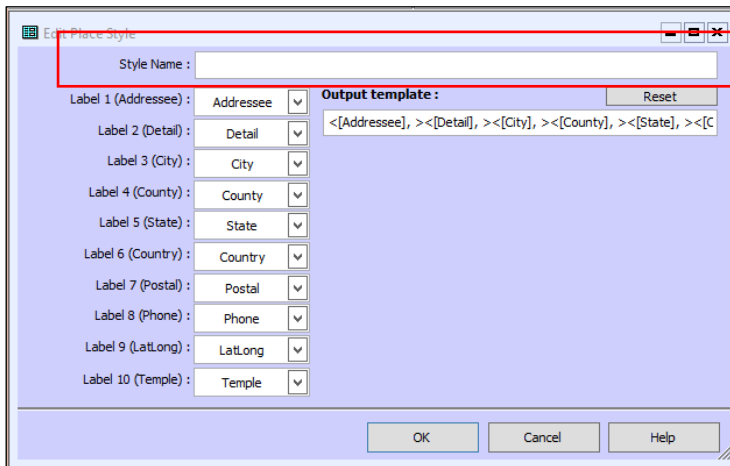 Edit Place Style
Style Name :
Label 1 (Addressee) : Addressee
Output template :
Reset
<[Addressee], ><[Detail], ><[City], ><[County], ><[State], ><[C
Label 2 (Detail) : Detail
Label 3 (City) : City
Label 4 (County) : County
Label 5 (State) : State
Label 6 (Country) : Country
Label 7 (Postal) : Postal
Label 8 (Phone) : Phone
Label 9 (LatLong) : LatLong
Label 10 (Temple) : Temple
OK
Cancel
Help